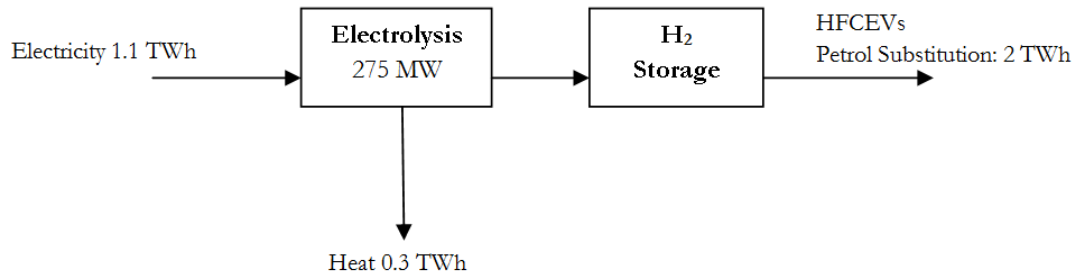 Electricity 1.1 TWh
Electrolysis
275 MW
H₂
Storage
HFCEVs
Petrol Substitution: 2 TWh
Heat 0.3 TWh